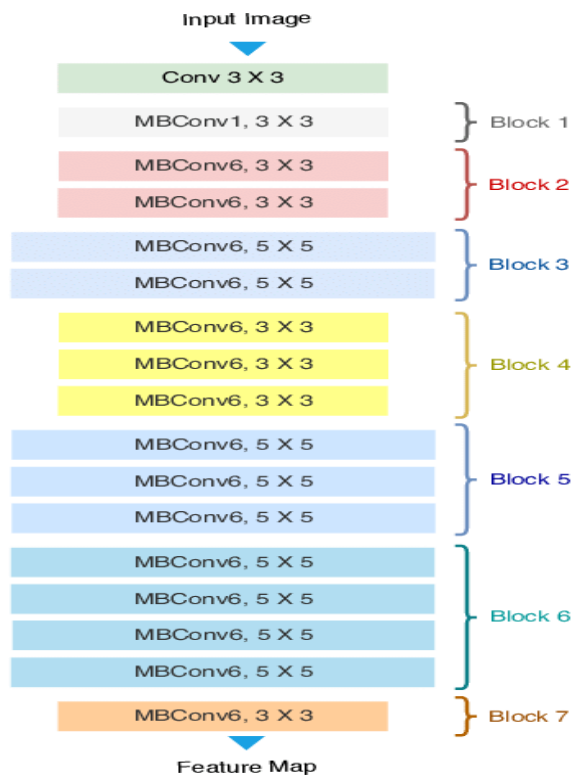 Input Image
Conv 3 X 3
MBConv1, 3 X 3
Block 1
MBConv6, 3 X 3
MBConv6, 3 X 3
Block 2
MBConv6, 5 X 5
MBConv6, 5 X 5
Block 3
MBConv6, 3 X 3
MBConv6, 3 X 3
MBConv6, 3 X 3
Block 4
MBConv6, 5 X 5
MBConv6, 5 X 5
MBConv6, 5 X 5
Block 5
MBConv6, 5 X 5
MBConv6, 5 X 5
MBConv6, 5 X 5
MBConv6, 5 X 5
Block 6
MBConv6, 3 X 3
Block 7
Feature Map